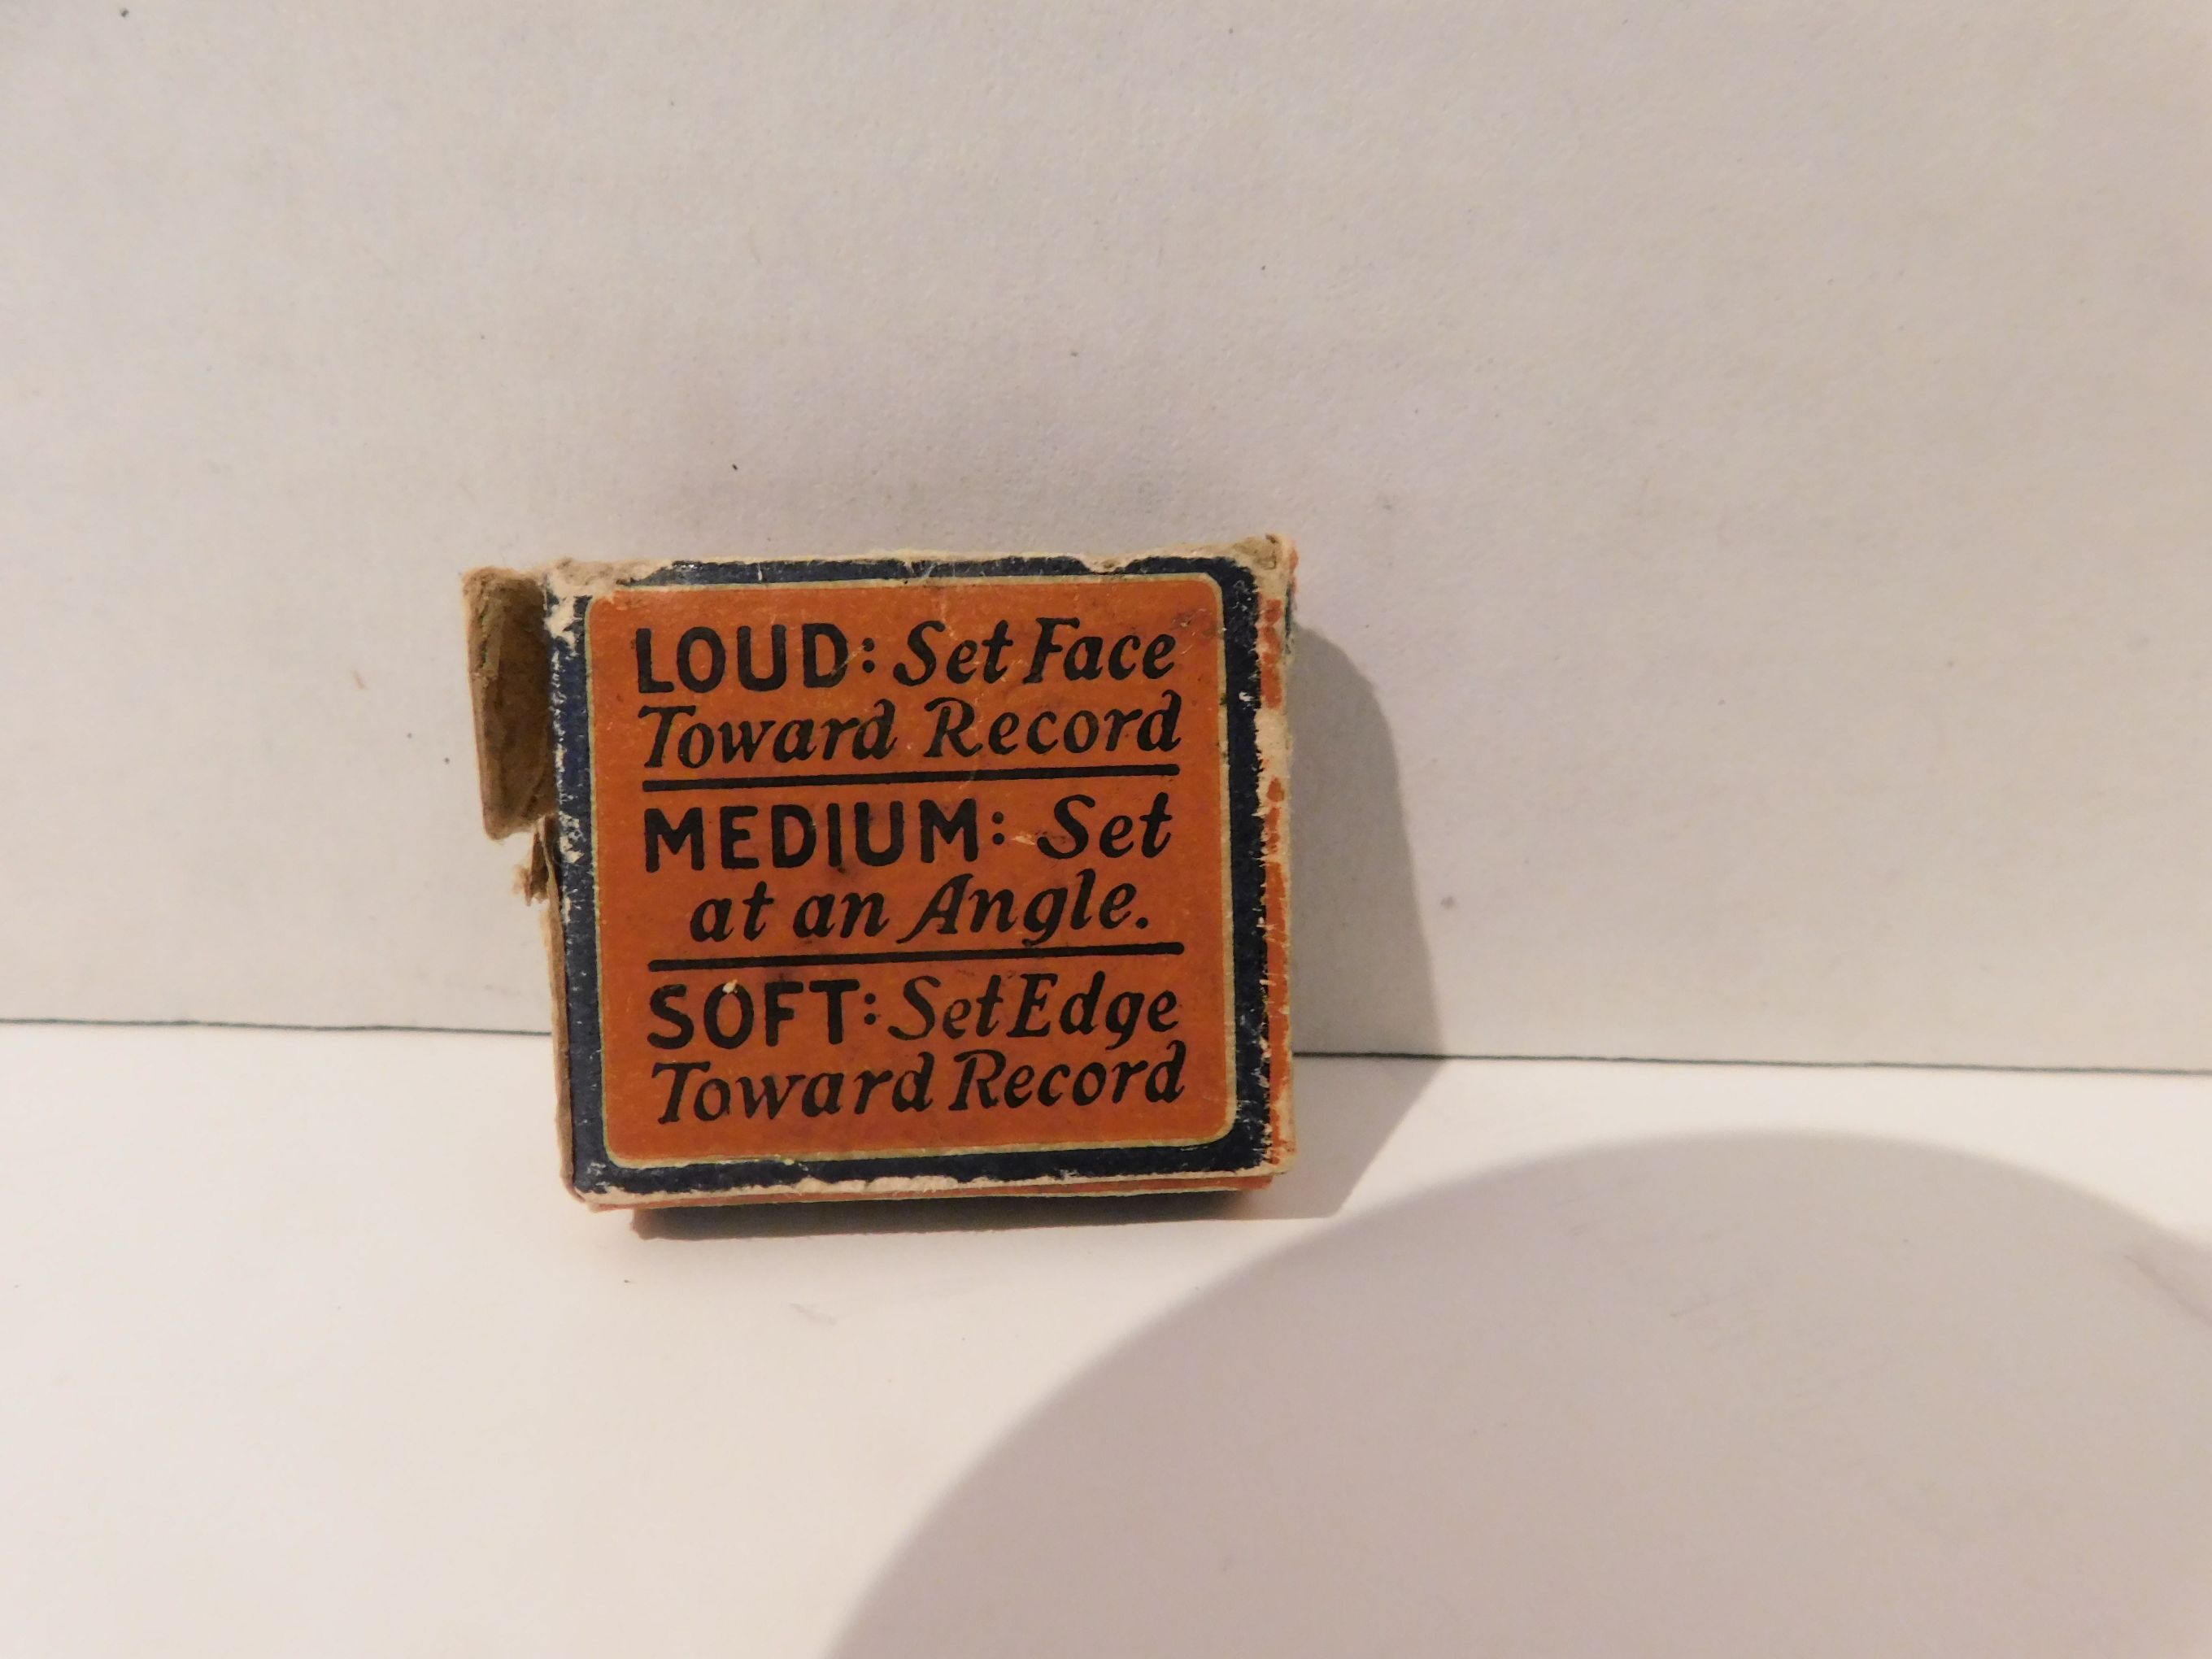 LOUD: Set Face
Toward Record
MEDIUM: Set
at an Angle.
SOFT: Set Edge
Toward Record